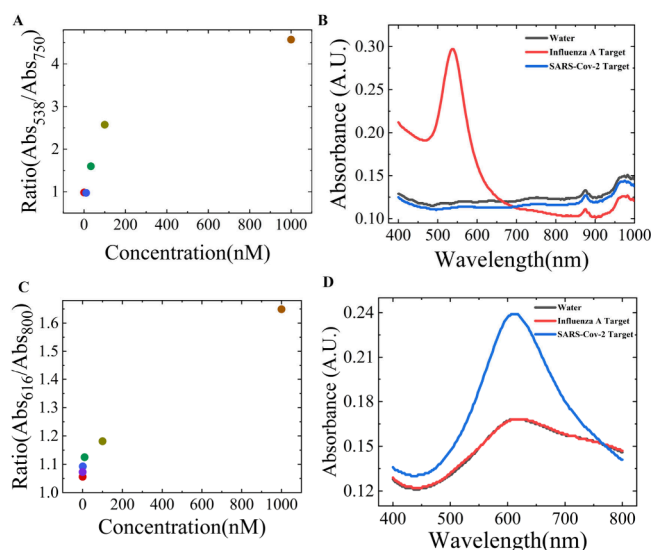 A
Ratio(Abs538/Abs750)
4
3
2
1
0 200 400 600 800 1000
Concentration(nM)
B
Absorbance (A.U.)
0.30
0.25
0.20
0.15
0.10
Water
Influenza A Target
SARS-Cov-2 Target
400 500 600 700 800 900 1000
Wavelength(nm)
C
Ratio(Abs616/Abs800)
1.6
1.5
1.4
1.3
1.2
1.1
1.0
0 200 400 600 800 1000
Concentration(nM)
D
Absorbance (A.U.)
0.24
0.21
0.18
0.15
0.12
Water
Influenza A Target
SARS-Cov-2 Target
400 500 600 700 800
Wavelength(nm)